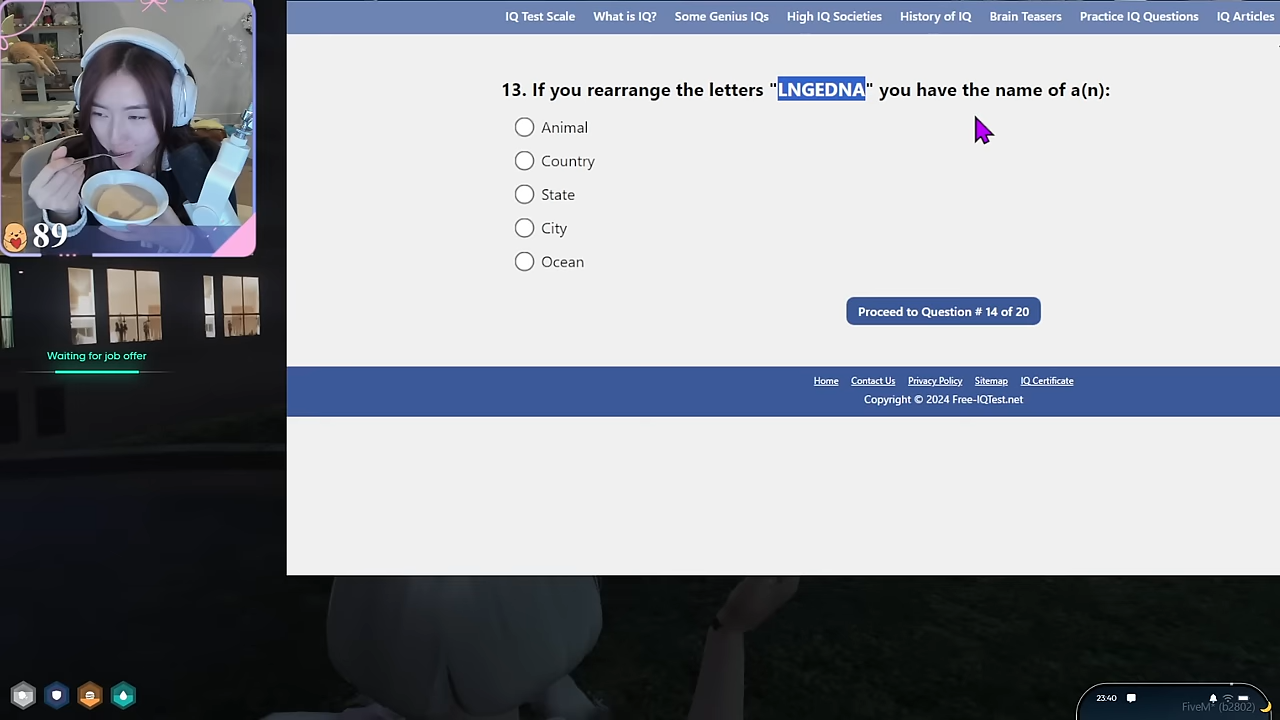 IQ Test Scale What is IQ? Some Genius IQs High IQ Societies History of IQ Brain Teasers Practice IQ Questions IQ Articles
13. If you rearrange the letters "LNGEDNA" you have the name of a(n):
Animal
Country
State
City
Ocean
Proceed to Question # 14 of 20
Home Contact Us Privacy Policy Sitemap IQ Certificate
Copyright © 2024 Free-IQTest.net
89
Waiting for job offer
23:40
FiveM* (b2802)